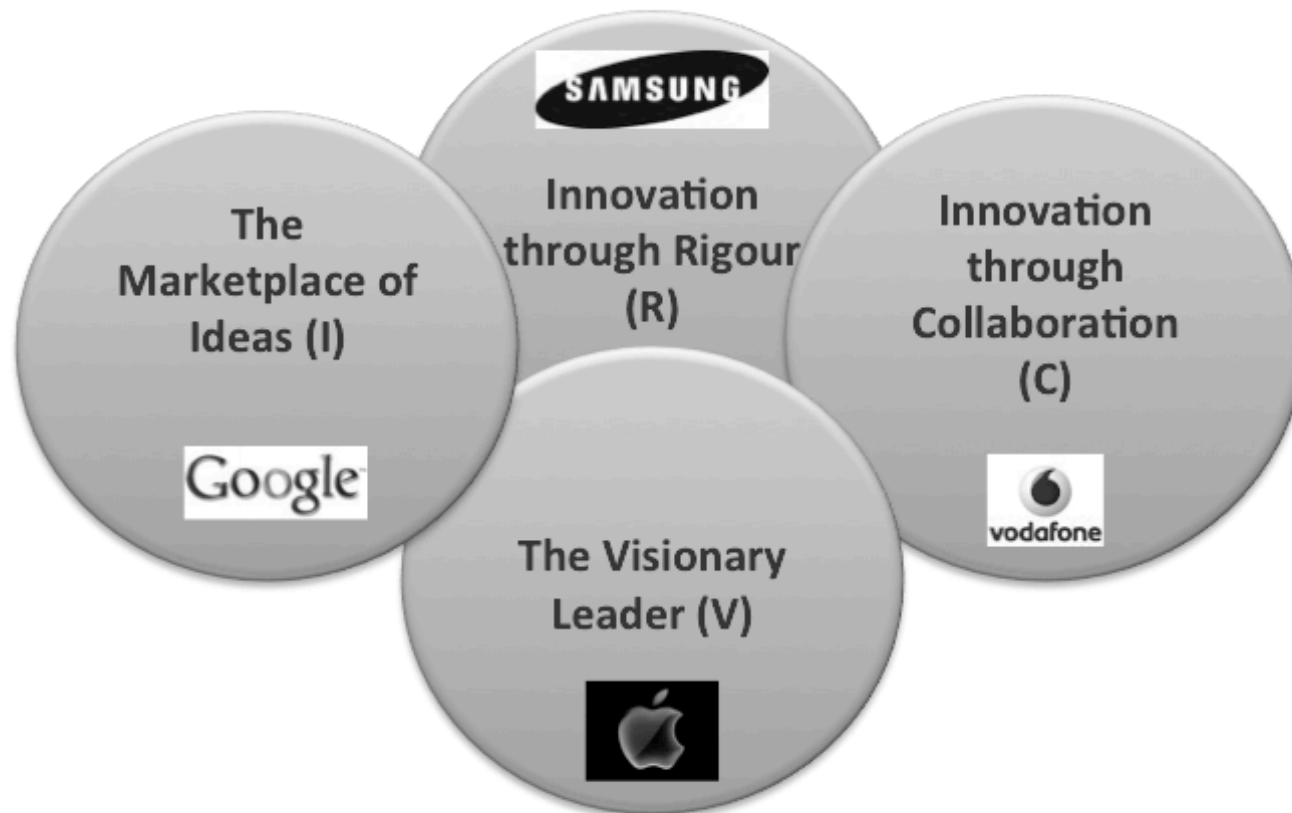 SAMSUNG
Innovation
through Rigour
(R)
The
Marketplace of
Ideas (I)
Google
Innovation
through
Collaboration
(C)
vodafone
The Visionary
Leader (V)